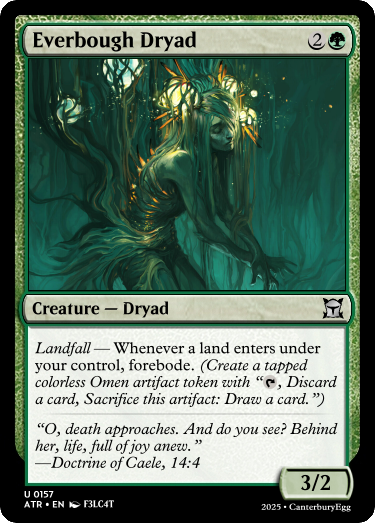 Everbough Dryad 2
Creature — Dryad
Landfall — Whenever a land enters under
your control, forebode. (Create a tapped
colorless Omen artifact token with “, Discard
a card, Sacrifice this artifact: Draw a card.”)
“O, death approaches. And do you see? Behind
her, life, full of joy anew.”
—Doctrine of Caele, 14:4
3/2
U 0157
ATR • EN F3LC4T
2025 • CanterburyEgg